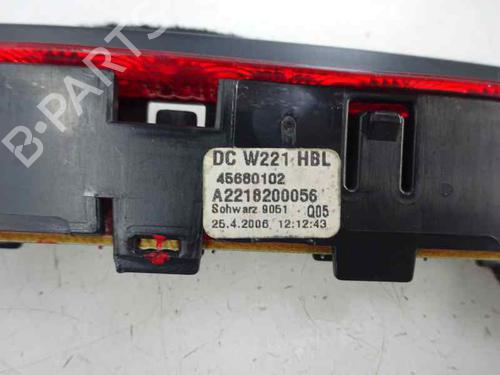 DC W221 HBL
45680102
A2218200056
Schwarz 9051 Q05
25.4.2006 12:12:43
B-PARTS